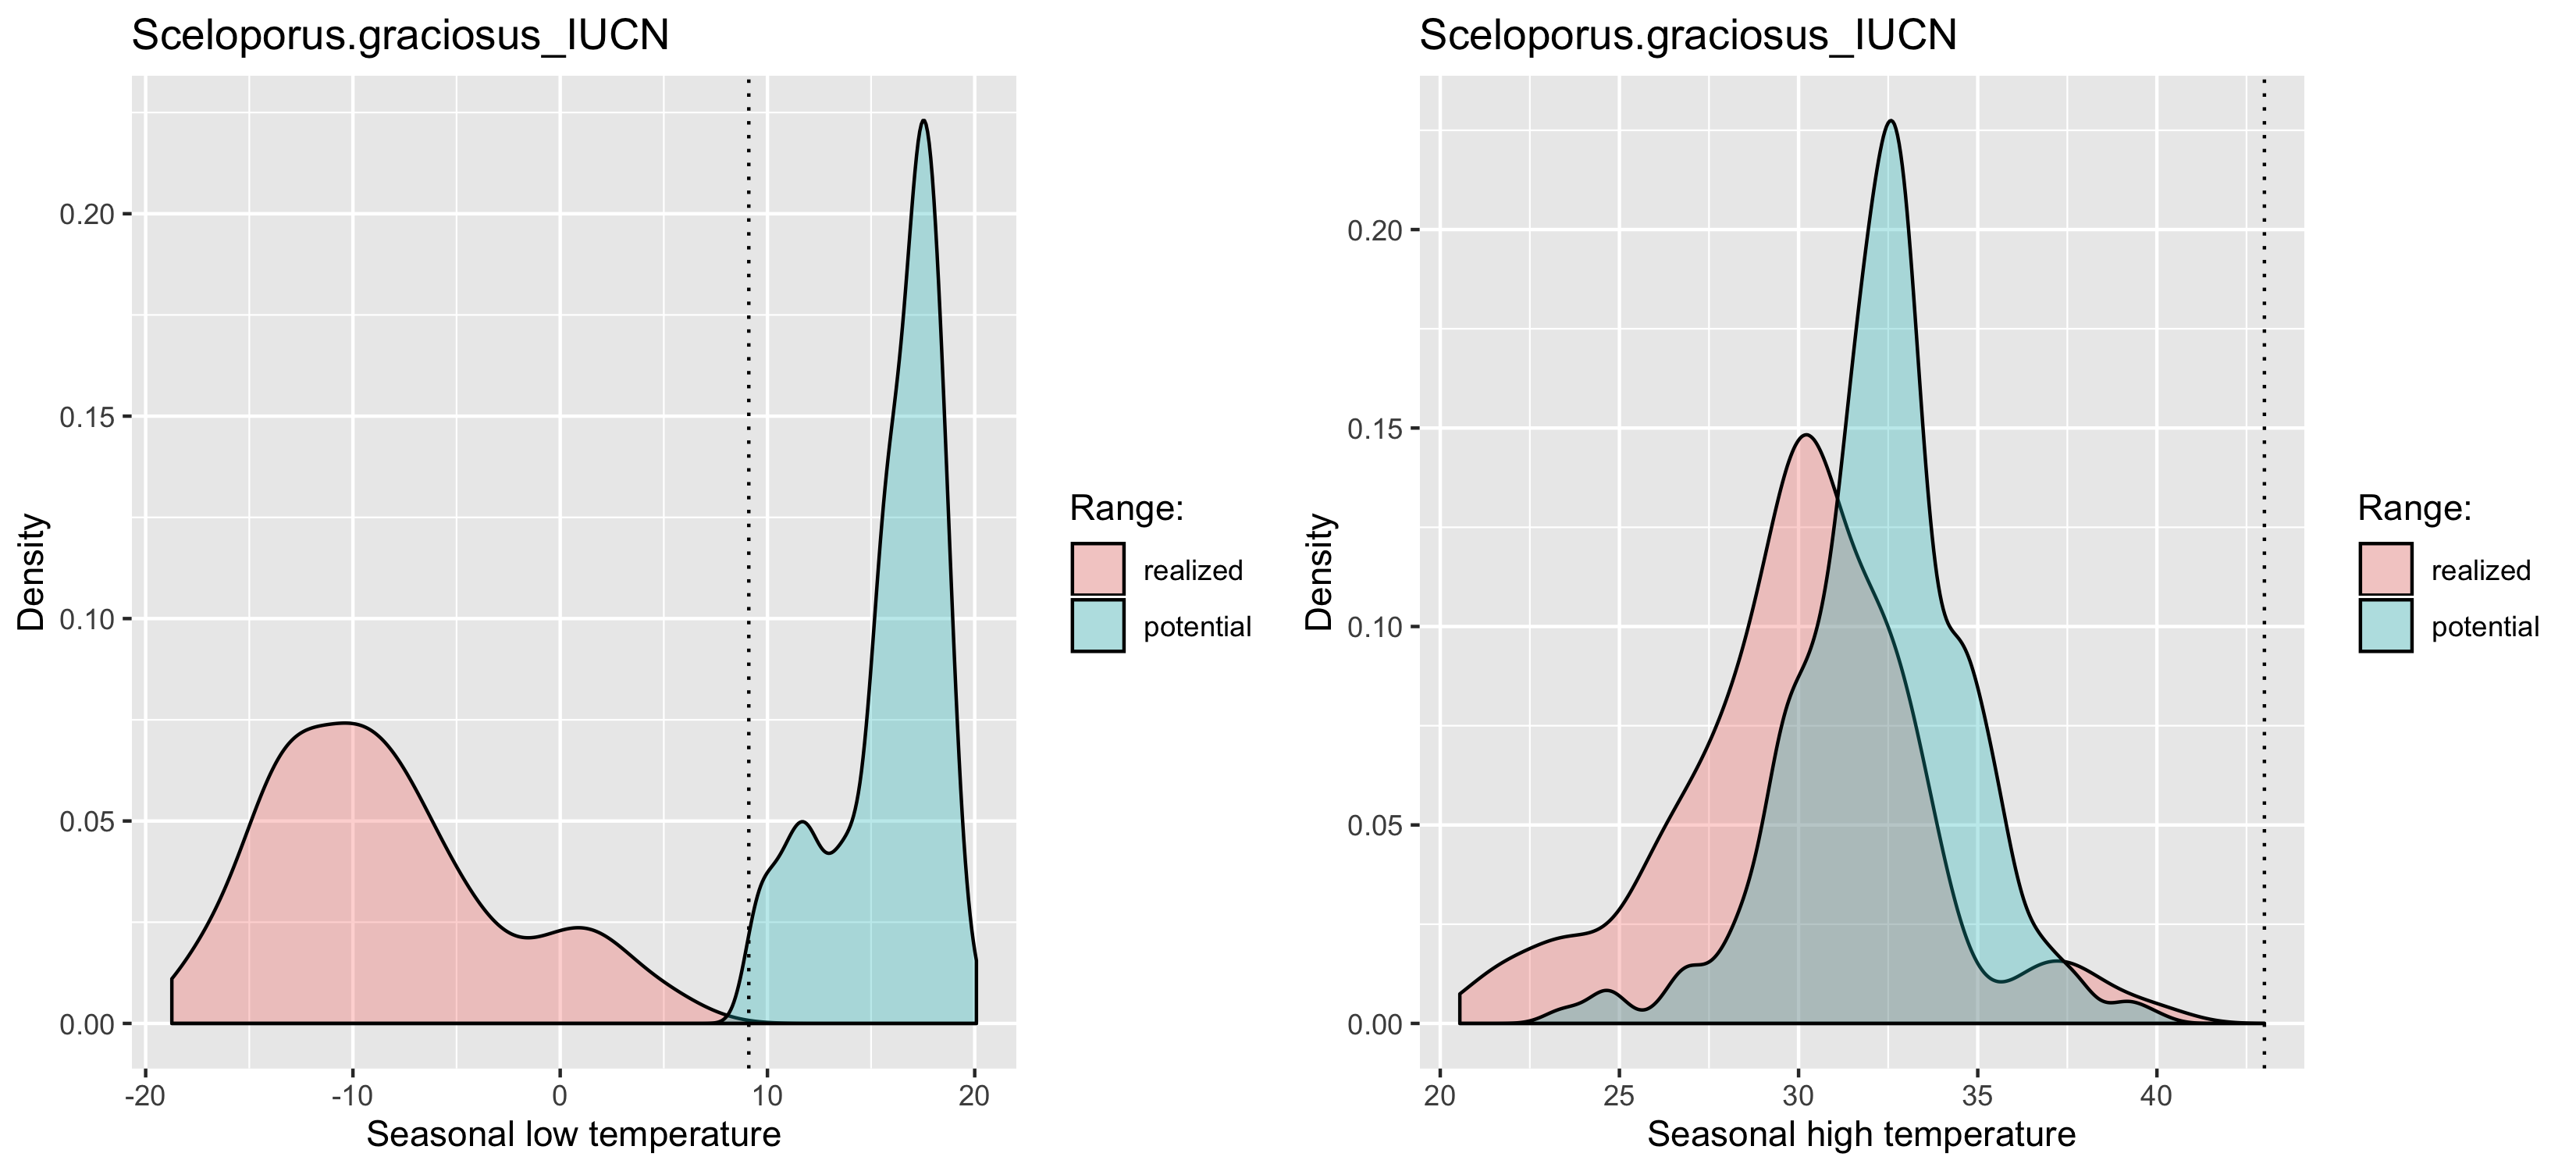 Sceloporus.graciosus_IUCN
Density
0.20
0.15
0.10
0.05
0.00
-20 -10 0 10 20
Seasonal low temperature
Range:
realized
potential
Sceloporus.graciosus_IUCN
Density
0.20
0.15
0.10
0.05
0.00
20 25 30 35 40
Seasonal high temperature
Range:
realized
potential